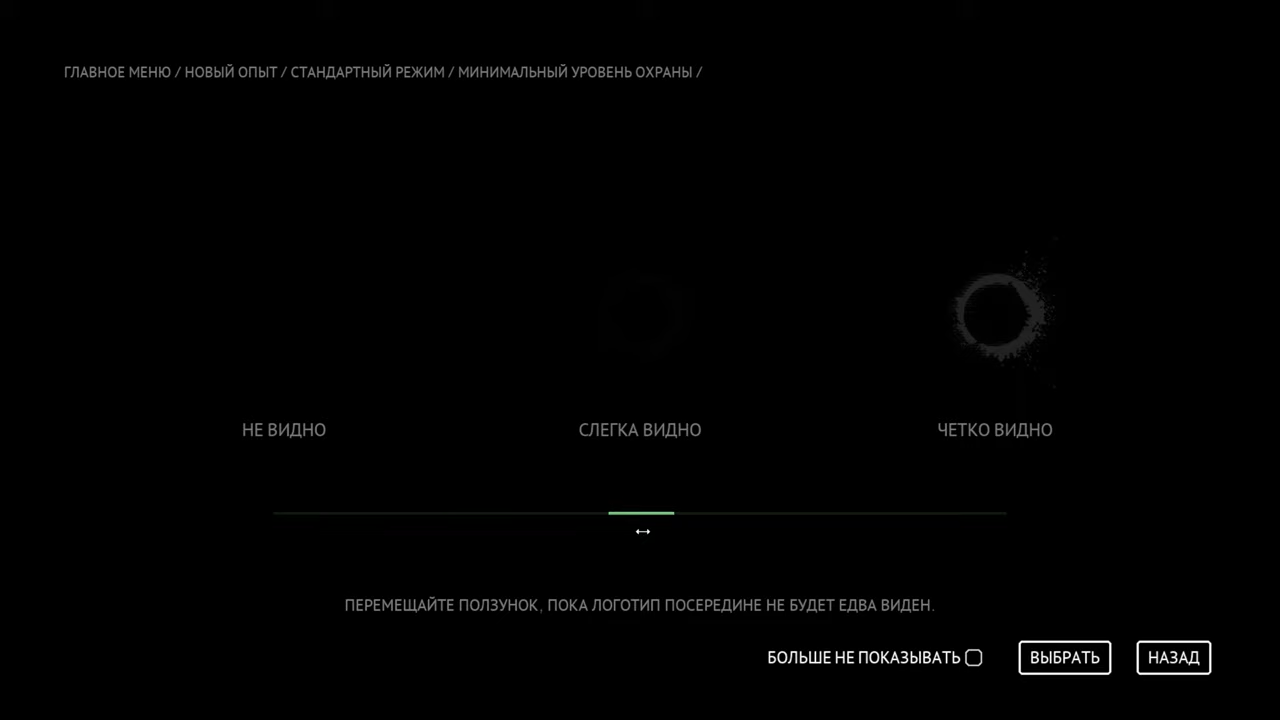 ГЛАВНОЕ МЕНЮ / НОВЫЙ ОПЫТ / СТАНДАРТНЫЙ РЕЖИМ / МИНИМАЛЬНЫЙ УРОВЕНЬ ОХРАНЫ /
НЕ ВИДНО СЛЕГКА ВИДНО ЧЕТКО ВИДНО
ПЕРЕМЕЩАЙТЕ ПОЛЗУНОК, ПОКА ЛОГОТИП ПОСЕРЕДИНЕ НЕ БУДЕТ ЕДВА ВИДЕН.
БОЛЬШЕ НЕ ПОКАЗЫВАТЬ ВЫБРАТЬ НАЗАД